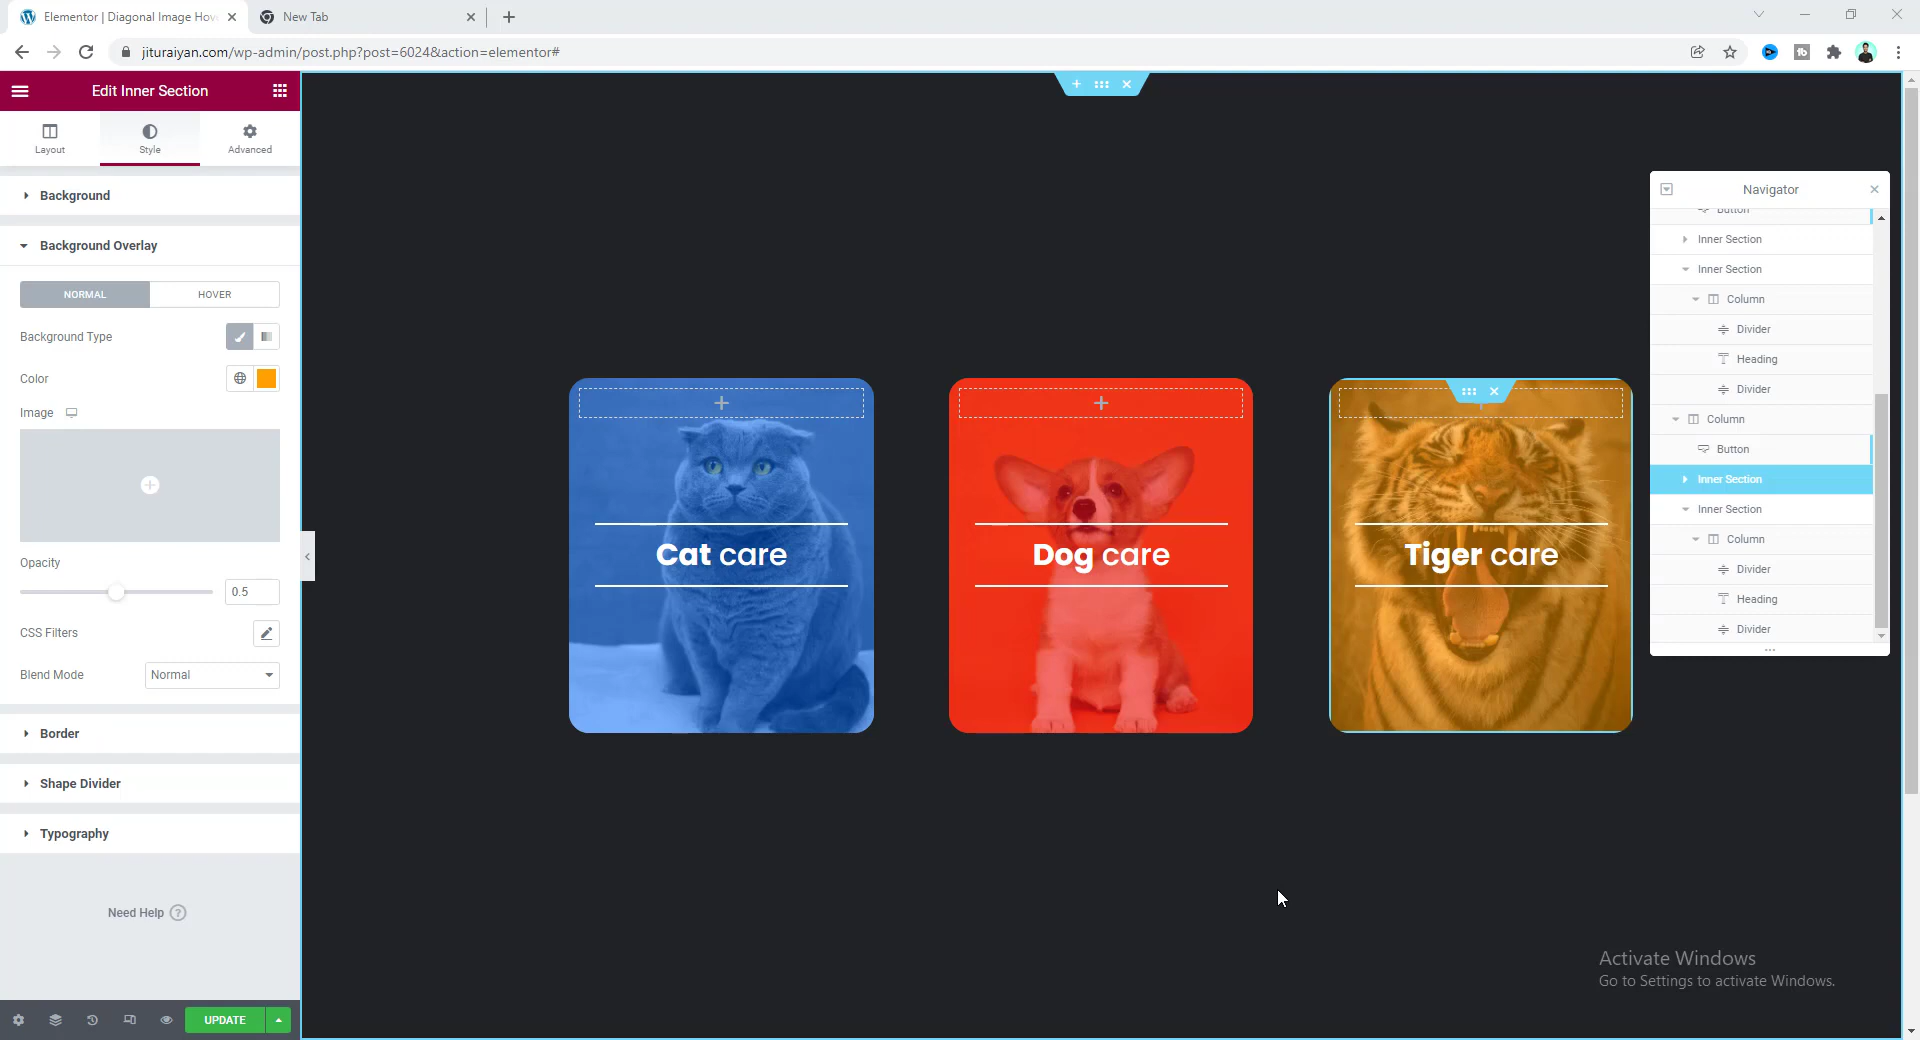 Elementor | Diagonal Image Hov
New Tab
jituraiyan.com/wp-admin/post.php?post=6024&action=elementor#
Edit Inner Section
Layout
Style
Advanced
Background
Background Overlay
NORMAL
HOVER
Background Type
Color
Image
Opacity
0.5
CSS Filters
Blend Mode
Normal
Border
Shape Divider
Typography
Need Help ?
UPDATE
Cat care
Dog care
Tiger care
Navigator
Button
Inner Section
Inner Section
Column
Divider
Heading
Divider
Column
Button
Inner Section
Inner Section
Column
Divider
Heading
Divider
Activate Windows
Go to Settings to activate Windows.